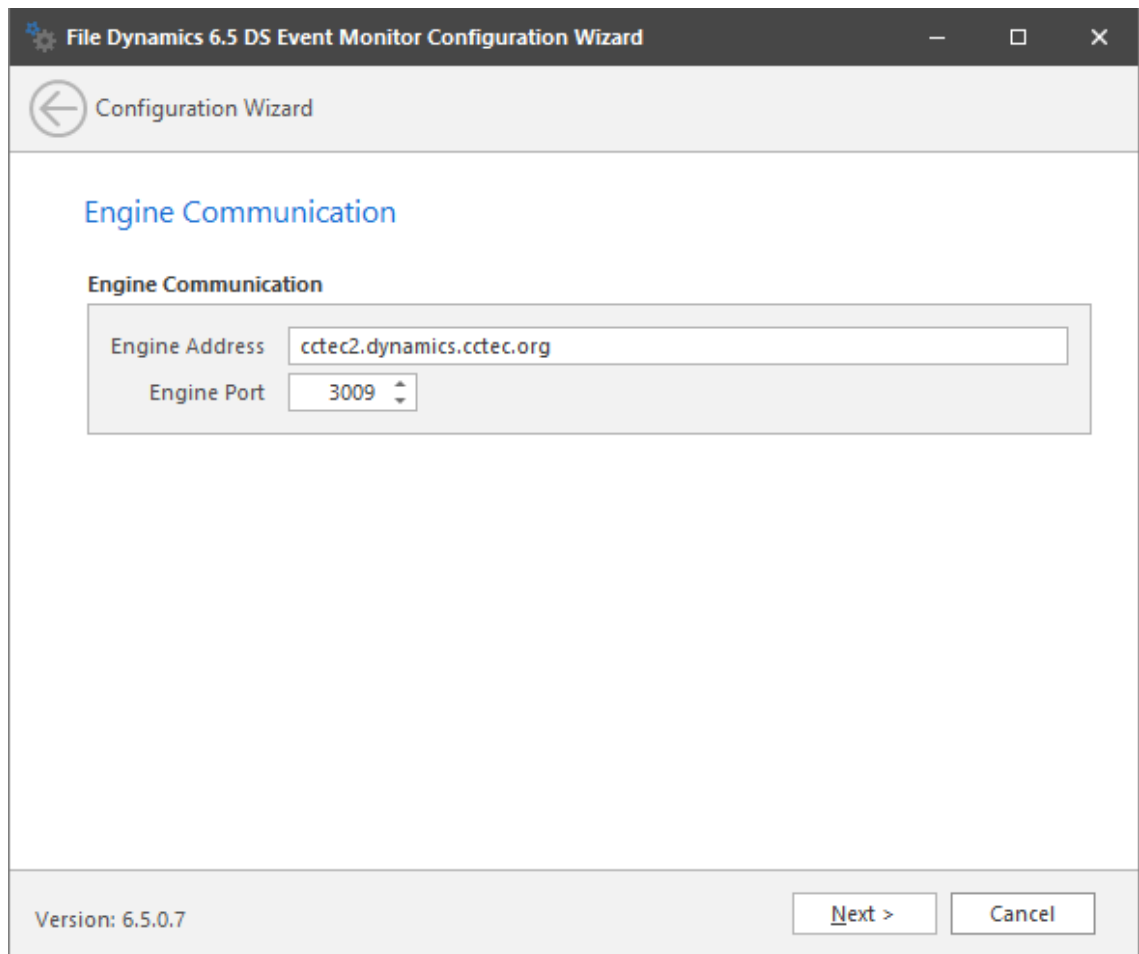 File Dynamics 6.5 DS Event Monitor Configuration Wizard
Configuration Wizard
Engine Communication
Engine Communication
Engine Address cctec2.dynamics.cctec.org
Engine Port 3009
Version: 6.5.0.7 Next > Cancel